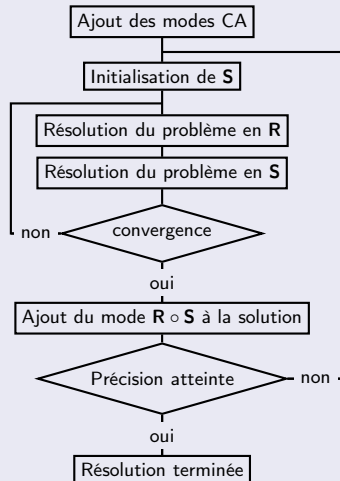 Ajout des modes CA
Initialisation de S
Résolution du problème en R
Résolution du problème en S
non
convergence
oui
Ajout du mode R ∘ S à la solution
Précision atteinte
non
oui
Résolution terminée